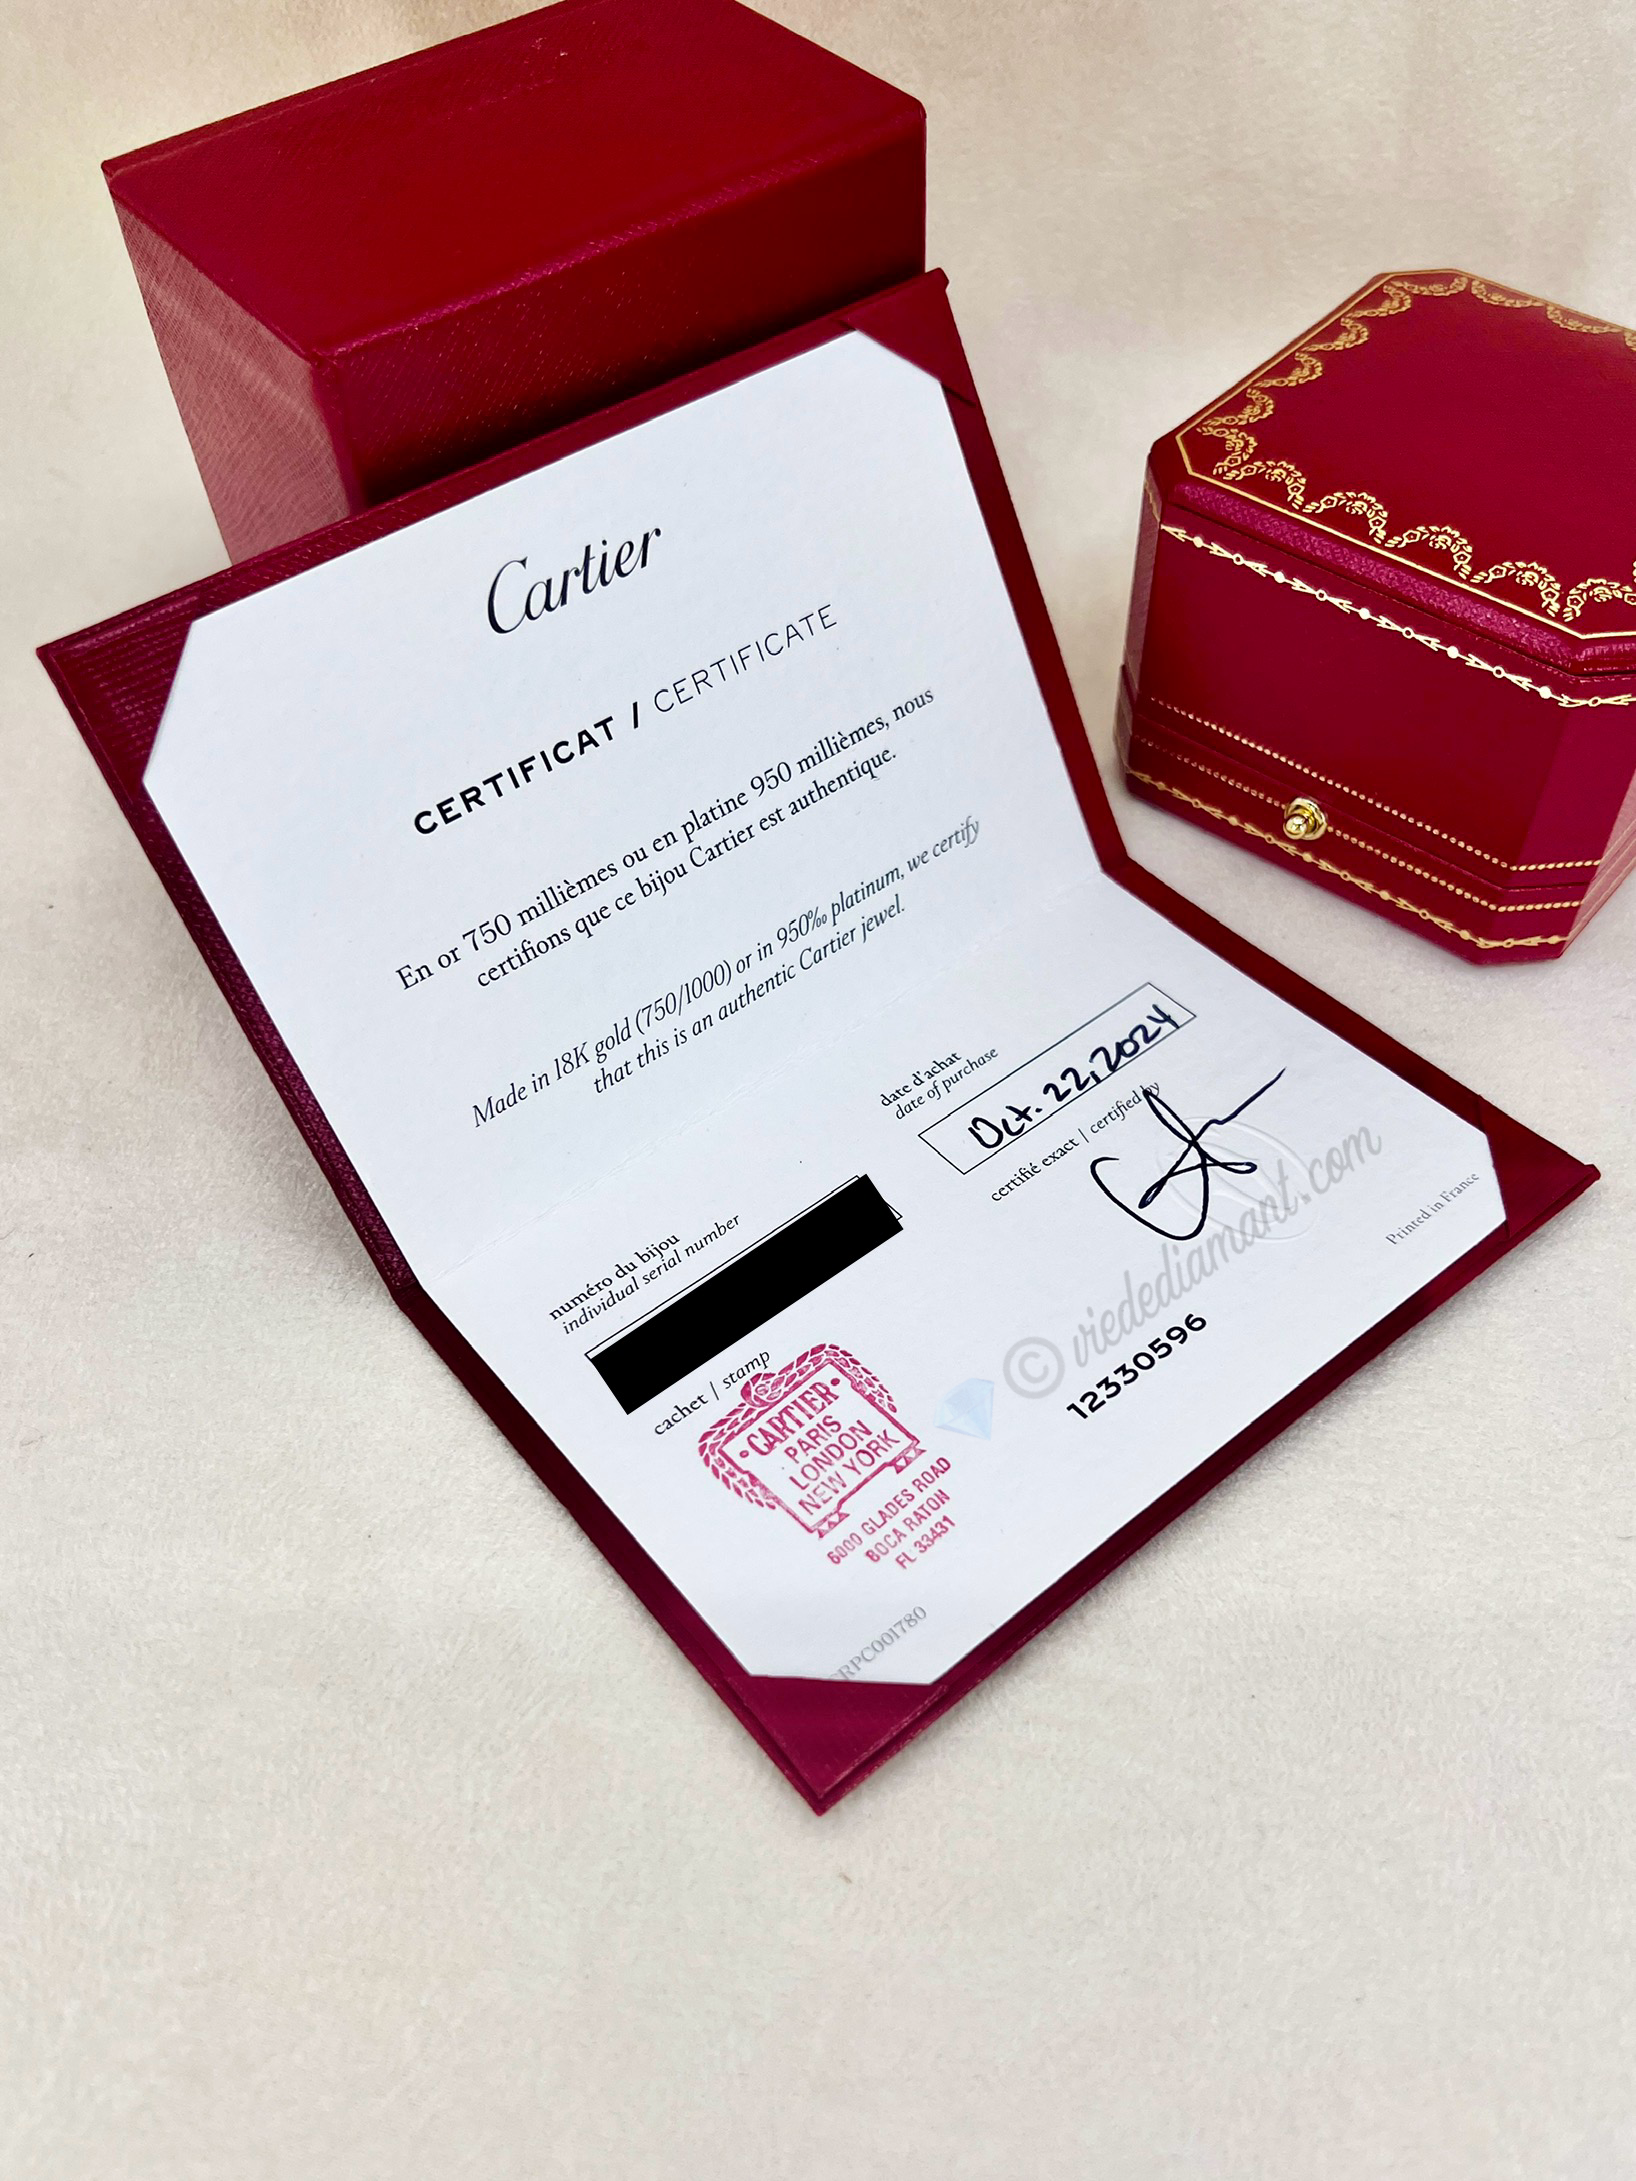 Cartier
CERTIFICAT / CERTIFICATE
En or 750 millièmes ou en platine 950 millièmes, nous
certifions que ce bijou Cartier est authentique.
Made in 18K gold (750/1000) or in 950‰ platinum, we certify
that this is an authentic Cartier jewel.
date d'achat
date of purchase
Oct. 22, 2024
certifié exact | certified by
numéro du bijou
individual serial number
cachet | stamp
CARTIER
PARIS
LONDON
NEW YORK
6000 GLADES ROAD
BOCA RATON
FL 33431
© viedediamant.com
12330596
Printed in France
CRPC001780